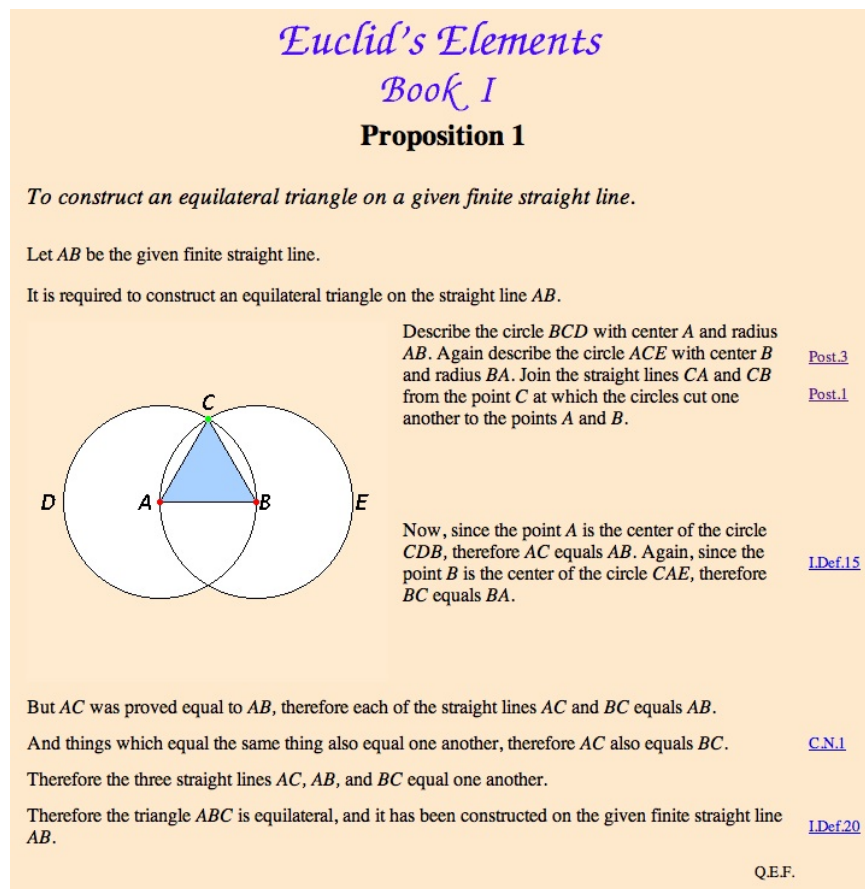 Euclid's Elements
Book I
Proposition 1
To construct an equilateral triangle on a given finite straight line.
Let AB be the given finite straight line.
It is required to construct an equilateral triangle on the straight line AB.
Describe the circle BCD with center A and radius
AB. Again describe the circle ACE with center B
and radius BA. Join the straight lines CA and CB
from the point C at which the circles cut one
another to the points A and B.
Post.3
Post.1
C
D
A
B
E
Now, since the point A is the center of the circle
CDB, therefore AC equals AB. Again, since the
point B is the center of the circle CAE, therefore
BC equals BA.
I.Def.15
But AC was proved equal to AB, therefore each of the straight lines AC and BC equals AB.
And things which equal the same thing also equal one another, therefore AC also equals BC.
C.N.1
Therefore the three straight lines AC, AB, and BC equal one another.
Therefore the triangle ABC is equilateral, and it has been constructed on the given finite straight line
AB.
I.Def.20
Q.E.F.